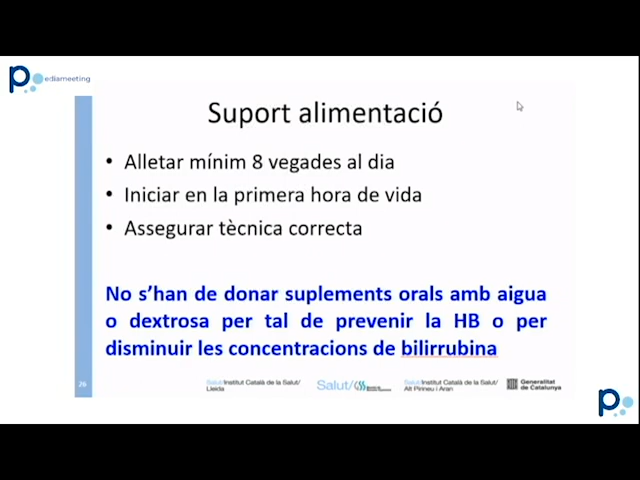 ediameeting
Suport alimentació
• Alletar mínim 8 vegades al dia
• Iniciar en la primera hora de vida
• Assegurar tècnica correcta
No s'han de donar suplements orals amb aigua
o dextrosa per tal de prevenir la HB o per
disminuir les concentracions de bilirrubina
26
Salut/Institut Català de la Salut/
Lleida
Salut/
Salut/Institut Català de la Salut/
Alt Pirineu i Aran
Generalitat
de Catalunya